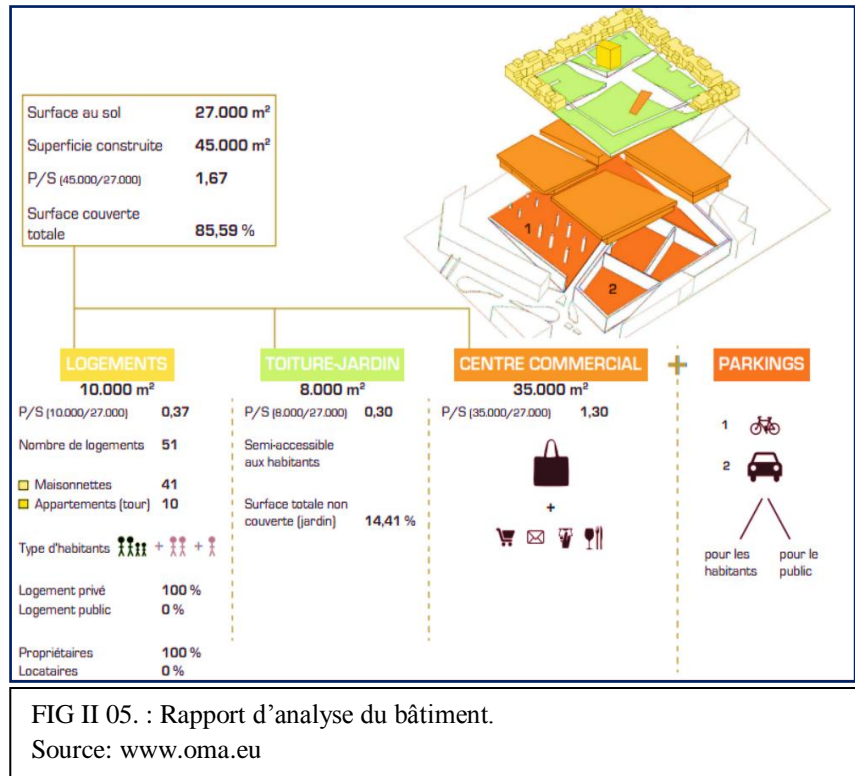 Surface au sol 27.000 m²
Superficie construite 45.000 m²
P/S (45.000/27.000) 1,67
Surface couverte
totale 85,59 %
1
2
LOGEMENTS
10.000 m²
P/S (10.000/27.000) 0,37
Nombre de logements 51
Maisonnettes 41
Appartements (tour) 10
Type d'habitants + +
Logement privé 100 %
Logement public 0 %
Propriétaires 100 %
Locataires 0 %
TOITURE-JARDIN
8.000 m²
P/S (8.000/27.000) 0,30
Semi-accessible
aux habitants
Surface totale non
couverte (jardin) 14,41 %
CENTRE COMMERCIAL
35.000 m²
P/S (35.000/27.000) 1,30
+
+
PARKINGS
1
2
pour les
habitants
pour le
public
FIG II 05. : Rapport d'analyse du bâtiment.
Source: www.oma.eu